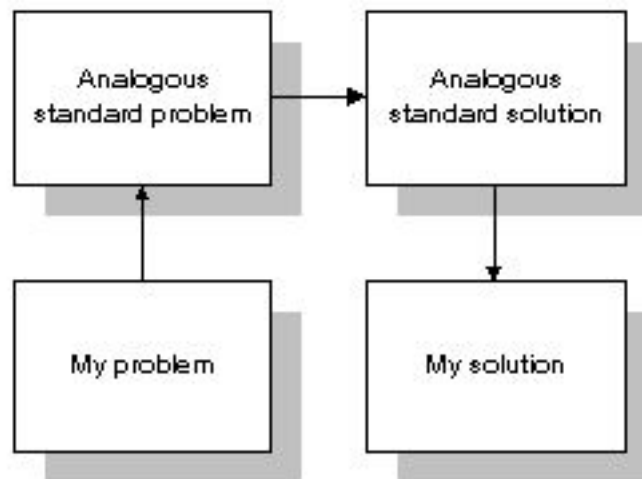 Analogous
standard problem
Analogous
standard solution
My problem
My solution